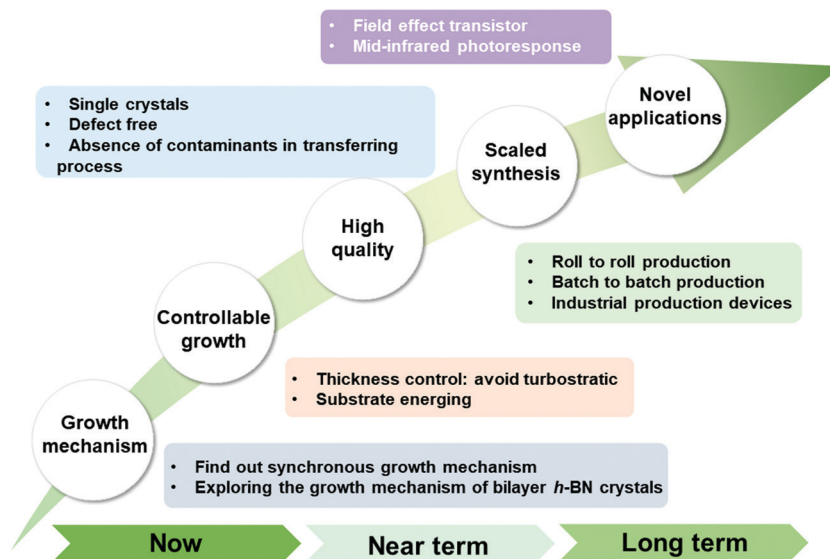 • Field effect transistor
• Mid-infrared photoresponse
Novel
applications
• Single crystals
• Defect free
• Absence of contaminants in transferring
process
Scaled
synthesis
High
quality
• Roll to roll production
• Batch to batch production
• Industrial production devices
Controllable
growth
• Thickness control: avoid turbostratic
• Substrate energing
Growth
mechanism
• Find out synchronous growth mechanism
• Exploring the growth mechanism of bilayer h-BN crystals
Now
Near term
Long term